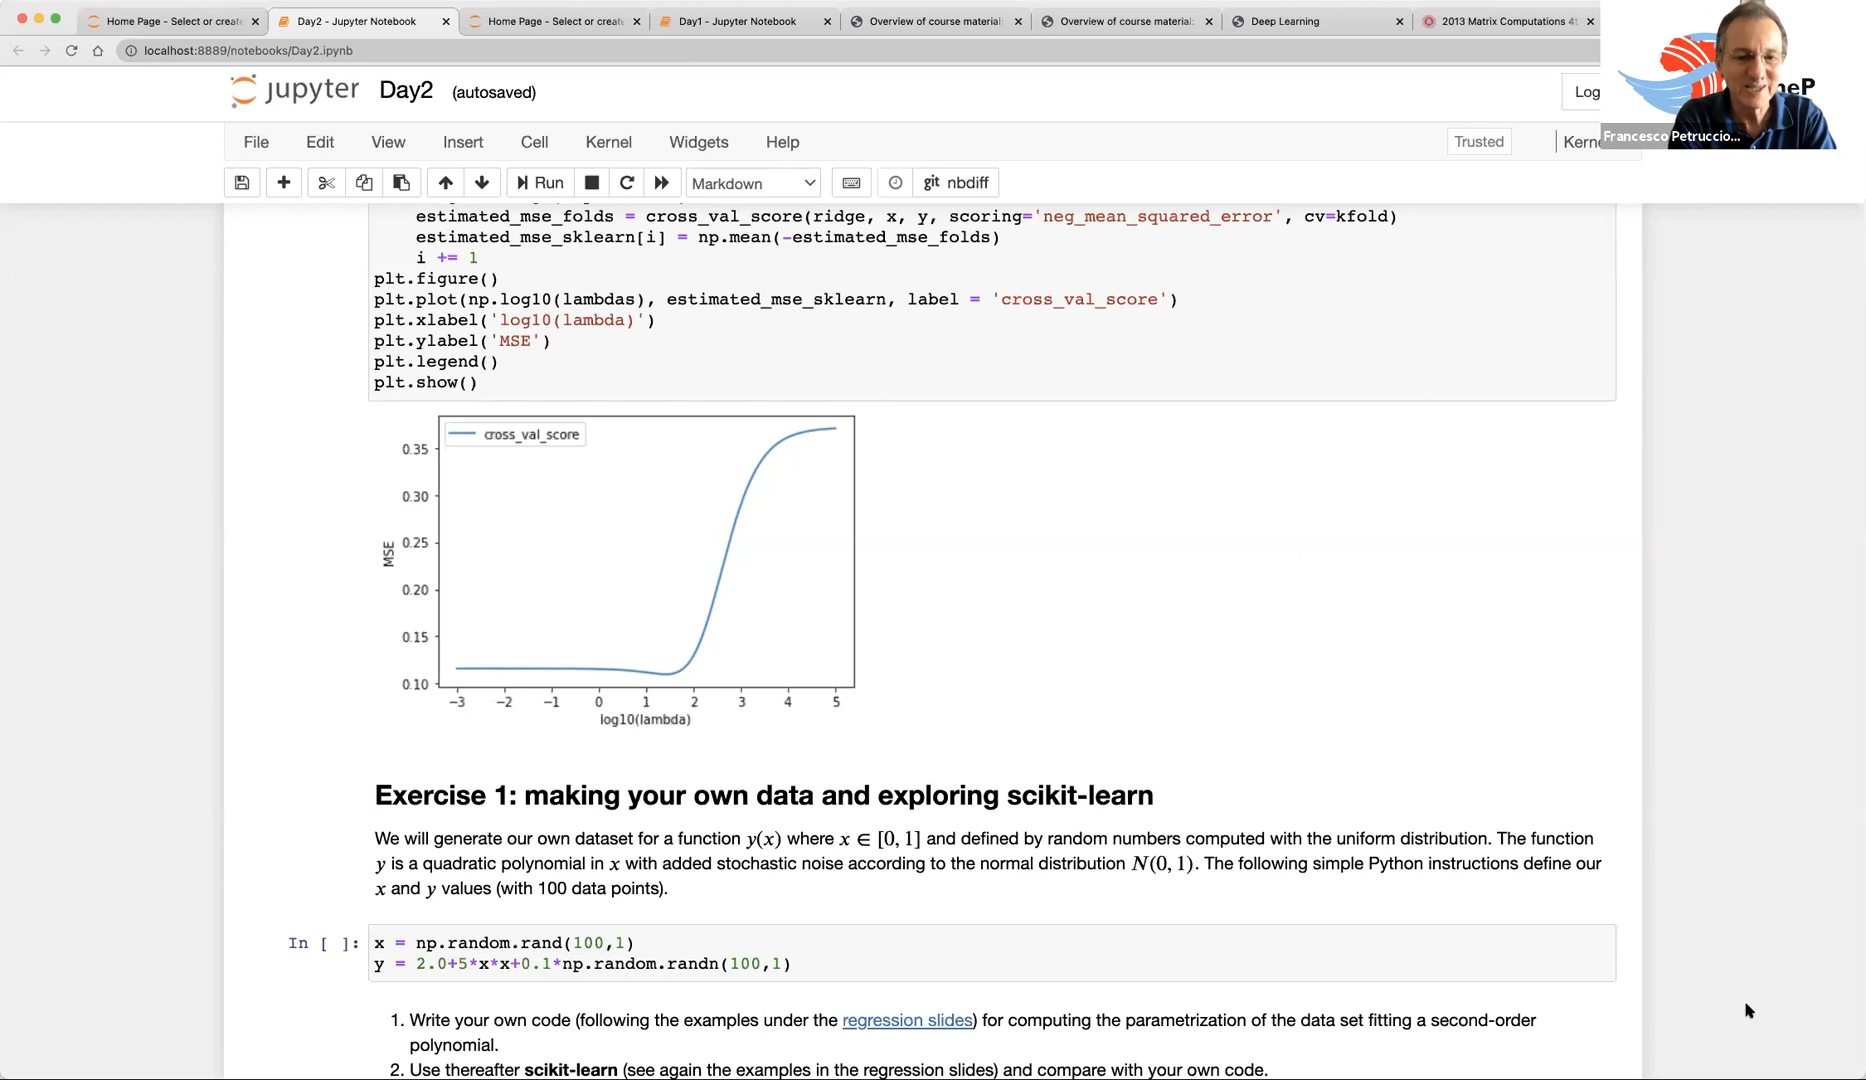 Home Page - Select or create
Day2 - Jupyter Notebook
Home Page - Select or create
Day1 - Jupyter Notebook
Overview of course material:
Overview of course material:
Deep Learning
2013 Matrix Computations 4t
localhost:8889/notebooks/Day2.ipynb
jupyter Day2 (autosaved)
Log
neP
Francesco Petruccio...
File Edit View Insert Cell Kernel Widgets Help
Trusted
Kerne
Run
Markdown
git nbdiff
estimated_mse_folds = cross_val_score(ridge, x, y, scoring='neg_mean_squared_error', cv=kfold)
estimated_mse_sklearn[i] = np.mean(-estimated_mse_folds)
i += 1
plt.figure()
plt.plot(np.log10(lambdas), estimated_mse_sklearn, label = 'cross_val_score')
plt.xlabel('log10(lambda)')
plt.ylabel('MSE')
plt.legend()
plt.show()
cross_val_score
0.35
0.30
0.25
0.20
0.15
0.10
MSE
−3 −2 −1 0 1 2 3 4 5
log10(lambda)
Exercise 1: making your own data and exploring scikit-learn
We will generate our own dataset for a function y(x) where x ∈ [0, 1] and defined by random numbers computed with the uniform distribution. The function
y is a quadratic polynomial in x with added stochastic noise according to the normal distribution N(0, 1). The following simple Python instructions define our
x and y values (with 100 data points).
In [ ]:
x = np.random.rand(100,1)
y = 2.0+5*x*x+0.1*np.random.randn(100,1)
1. Write your own code (following the examples under the regression slides) for computing the parametrization of the data set fitting a second-order
polynomial.
2. Use thereafter scikit-learn (see again the examples in the regression slides) and compare with your own code.